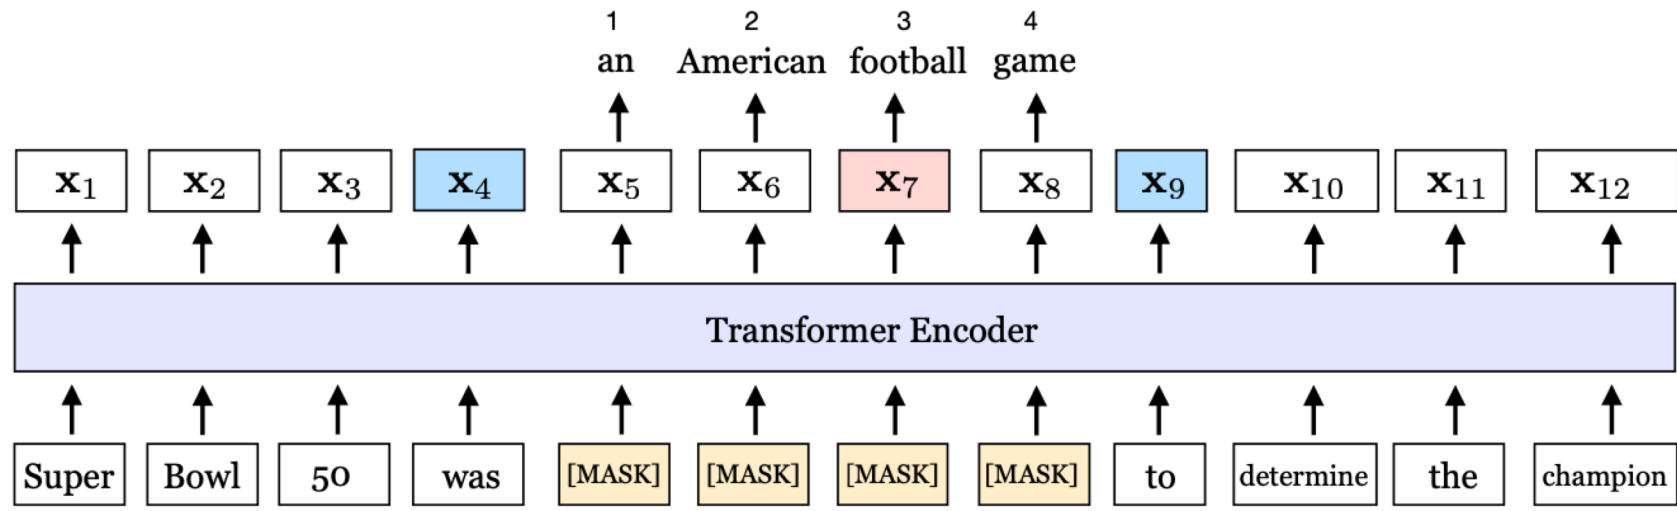 1 2 3 4
an American football game
x₁ x₂ x₃ x₄ x₅ x₆ x₇ x₈ x₉ x₁₀ x₁₁ x₁₂
Transformer Encoder
Super Bowl 50 was [MASK] [MASK] [MASK] [MASK] to determine the champion